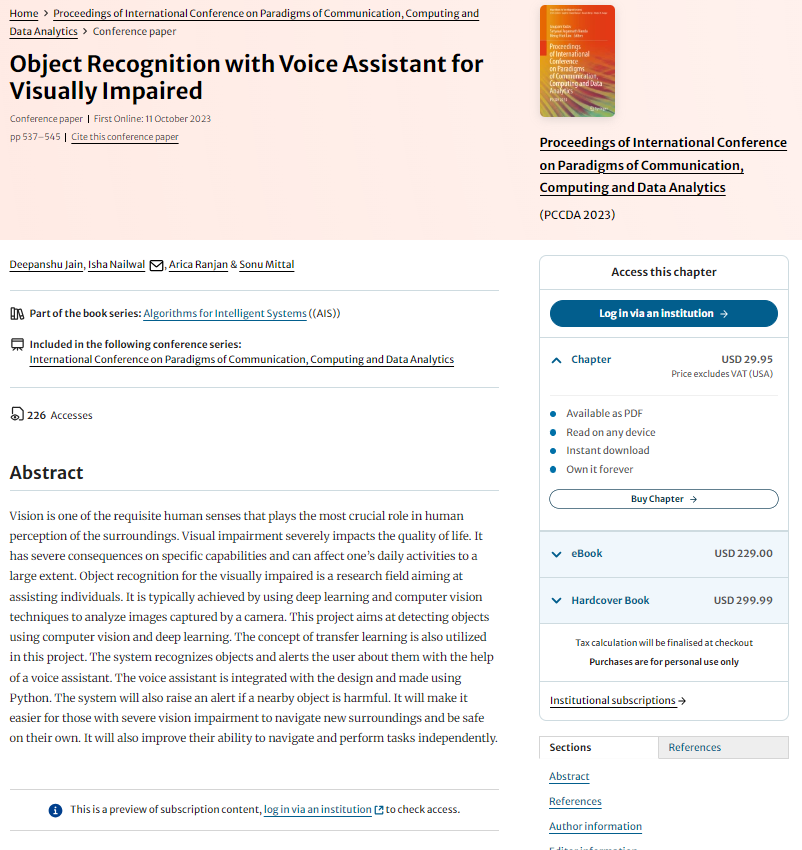 Home > Proceedings of International Conference on Paradigms of Communication, Computing and
Data Analytics > Conference paper
Object Recognition with Voice Assistant for
Visually Impaired
Conference paper | First Online: 11 October 2023
pp 537–545 | Cite this conference paper
Proceedings
of International
Conference
on Paradigms
of Communication,
Computing and Data
Analytics
Proceedings of International Conference
on Paradigms of Communication,
Computing and Data Analytics
(PCCDA 2023)
Deepanshu Jain, Isha Nailwal, Arica Ranjan & Sonu Mittal
Part of the book series: Algorithms for Intelligent Systems ((AIS))
Included in the following conference series:
International Conference on Paradigms of Communication, Computing and Data Analytics
226 Accesses
Abstract
Vision is one of the requisite human senses that plays the most crucial role in human
perception of the surroundings. Visual impairment severely impacts the quality of life. It
has severe consequences on specific capabilities and can affect one’s daily activities to a
large extent. Object recognition for the visually impaired is a research field aiming at
assisting individuals. It is typically achieved by using deep learning and computer vision
techniques to analyze images captured by a camera. This project aims at detecting objects
using computer vision and deep learning. The concept of transfer learning is also utilized
in this project. The system recognizes objects and alerts the user about them with the help
of a voice assistant. The voice assistant is integrated with the design and made using
Python. The system will also raise an alert if a nearby object is harmful. It will make it
easier for those with severe vision impairment to navigate new surroundings and be safe
on their own. It will also improve their ability to navigate and perform tasks independently.
This is a preview of subscription content, log in via an institution to check access.
Access this chapter
Log in via an institution →
Chapter USD 29.95
Price excludes VAT (USA)
Available as PDF
Read on any device
Instant download
Own it forever
Buy Chapter →
eBook USD 229.00
Hardcover Book USD 299.99
Tax calculation will be finalised at checkout
Purchases are for personal use only
Institutional subscriptions →
Sections References
Abstract
References
Author information
Editor information